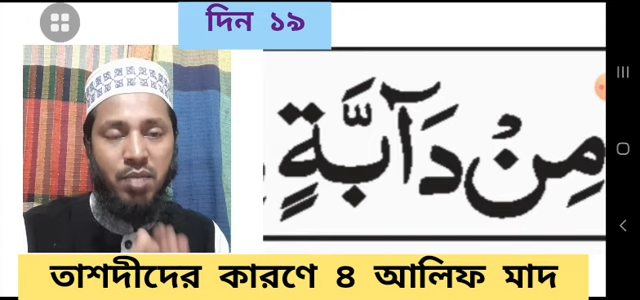 দিন ১৯
مِنْ دَآبَّةٍ
তাশদীদের কারণে ৪ আলিফ মাদ